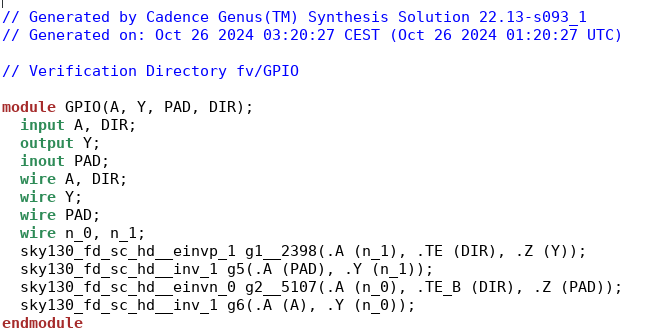 // Generated by Cadence Genus(TM) Synthesis Solution 22.13-s093_1
// Generated on: Oct 26 2024 03:20:27 CEST (Oct 26 2024 01:20:27 UTC)
// Verification Directory fv/GPIO
module GPIO(A, Y, PAD, DIR);
  input A, DIR;
  output Y;
  inout PAD;
  wire A, DIR;
  wire Y;
  wire PAD;
  wire n_0, n_1;
  sky130_fd_sc_hd__einvp_1 g1__2398(.A (n_1), .TE (DIR), .Z (Y));
  sky130_fd_sc_hd__inv_1 g5(.A (PAD), .Y (n_1));
  sky130_fd_sc_hd__einvn_0 g2__5107(.A (n_0), .TE_B (DIR), .Z (PAD));
  sky130_fd_sc_hd__inv_1 g6(.A (A), .Y (n_0));
endmodule